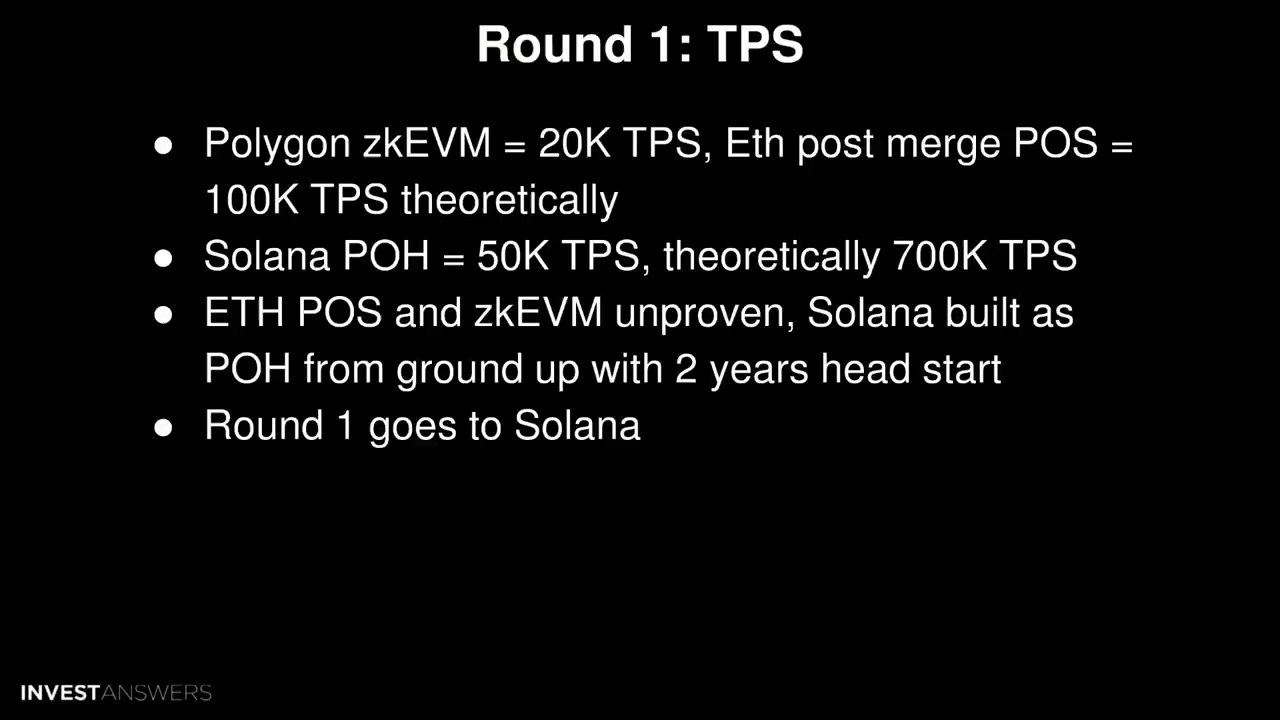 Round 1: TPS
● Polygon zkEVM = 20K TPS, Eth post merge POS =
100K TPS theoretically
● Solana POH = 50K TPS, theoretically 700K TPS
● ETH POS and zkEVM unproven, Solana built as
POH from ground up with 2 years head start
● Round 1 goes to Solana
INVESTANSWERS